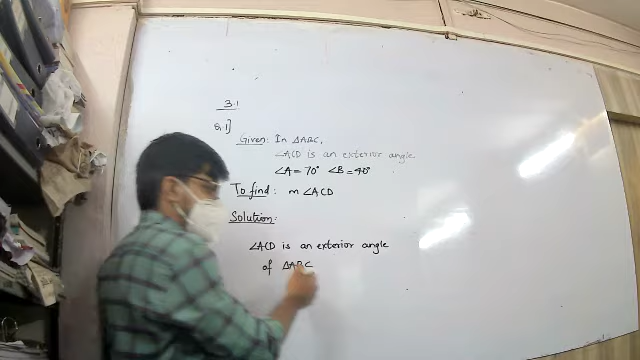 3.1
Q.1]
Given: In △ABC,
∠ACD is an exterior angle.
∠A = 70° ∠B = 40°
To find: m ∠ACD
Solution:
∠ACD is an exterior angle
of △ABC